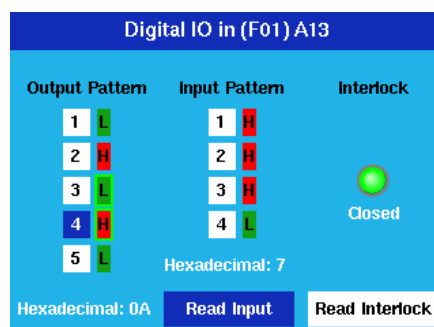 Digital IO in (F01) A13
Output Pattern Input Pattern Interlock
1 L 1 H
2 H 2 H
3 L 3 H
4 H 4 L Closed
5 L
Hexadecimal: 7
Hexadecimal: 0A Read Input Read Interlock